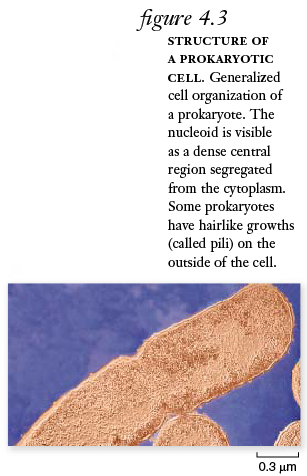 figure 4.3
STRUCTURE OF
A PROKARYOTIC
CELL. Generalized
cell organization of
a prokaryote. The
nucleoid is visible
as a dense central
region segregated
from the cytoplasm.
Some prokaryotes
have hairlike growths
(called pili) on the
outside of the cell.
0.3 µm